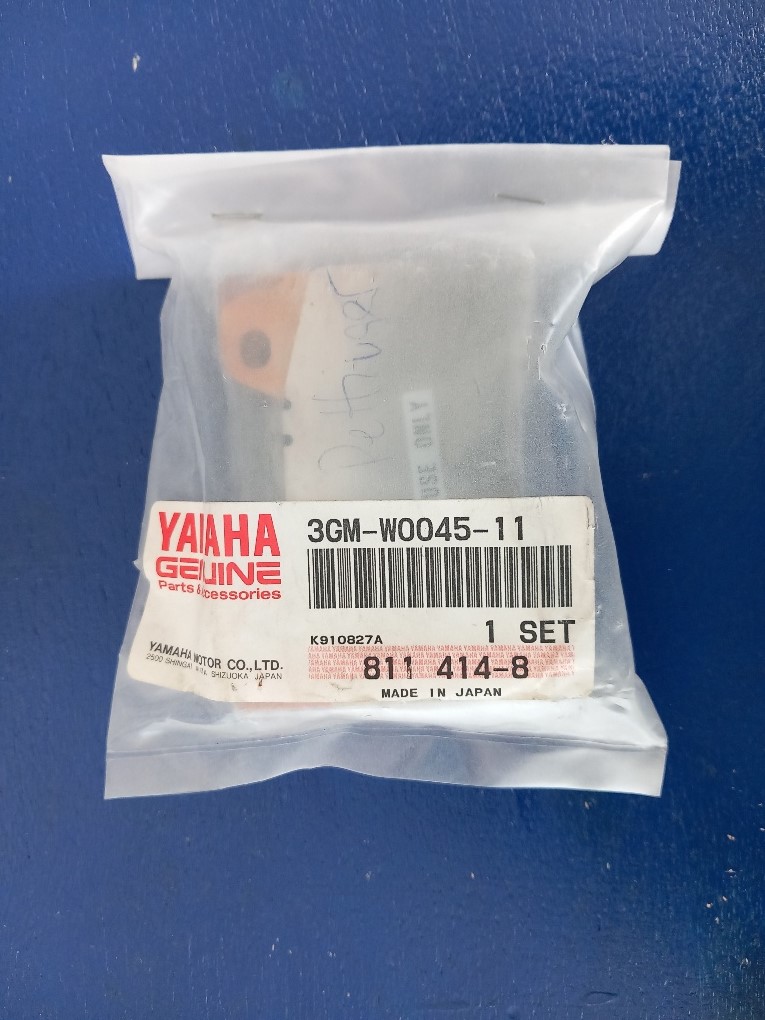 USE ONLY
YAMAHA
GENUINE
Parts & Accessories
3GM-W0045-11
K910827A
1 SET
YAMAHA MOTOR CO.,LTD.
2500 SHINGAI IWATA SHIZUOKA JAPAN
811 414-8
MADE IN JAPAN